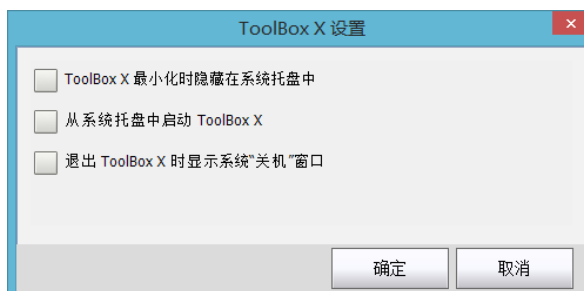 ToolBox X 设置
ToolBox X 最小化时隐藏在系统托盘中
从系统托盘中启动 ToolBox X
退出 ToolBox X 时显示系统“关机”窗口
确定
取消